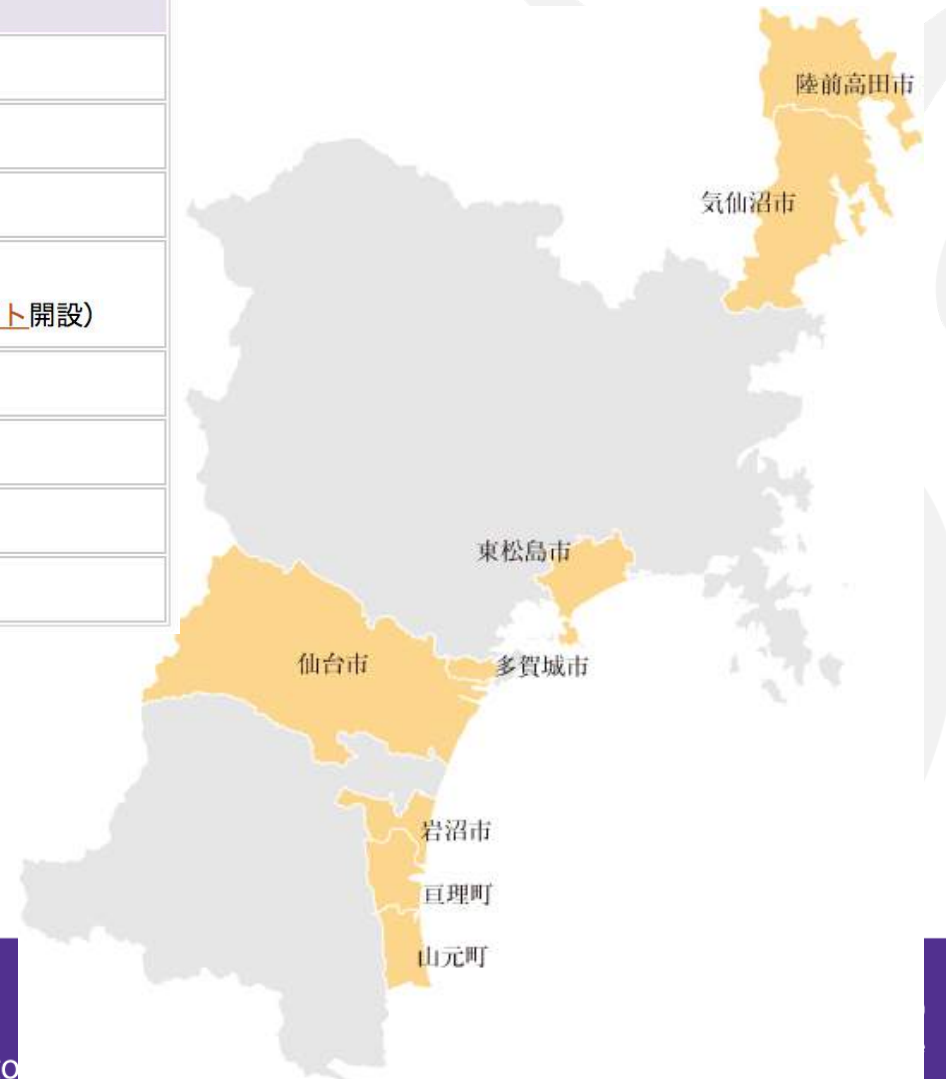 陸前高田市
気仙沼市
ト開設）
東松島市
仙台市
多賀城市
岩沼市
亘理町
山元町